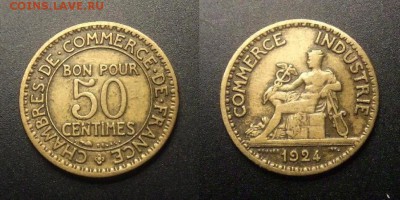 COINS.LAVE.RU
CHAMBRES·DE·COMMERCE·DE·FRANCE
BON POUR
50
CENTIMES
COMMERCE INDUSTRIE
1924